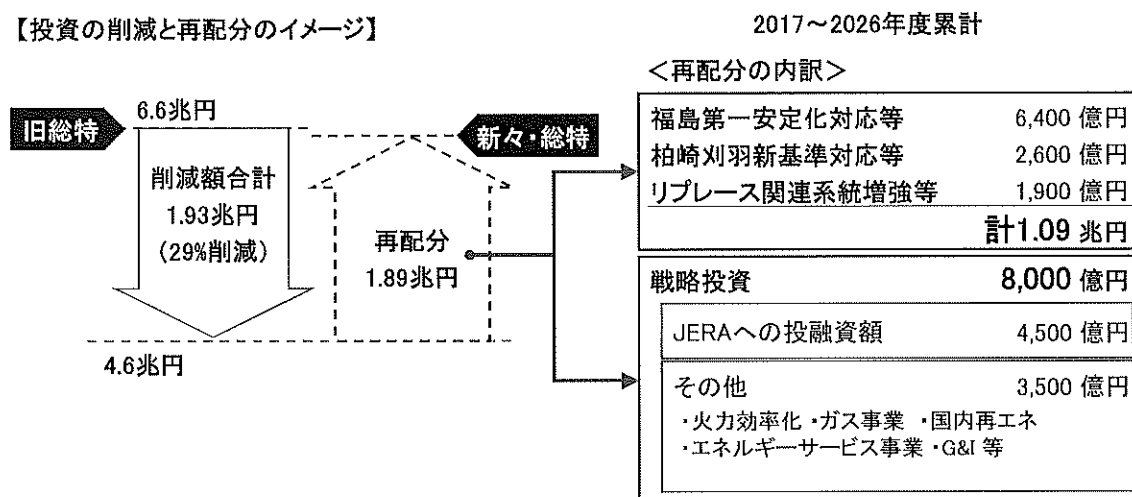 【投資の削減と再配分のイメージ】
2017～2026年度累計
＜再配分の内訳＞
旧総特
6.6兆円
新々・総特
削減額合計
1.93兆円
（29%削減）
再配分
1.89兆円
4.6兆円
福島第一安定化対応等 6,400 億円
柏崎刈羽新基準対応等 2,600 億円
リプレース関連系統増強等 1,900 億円
計1.09 兆円
戦略投資 8,000 億円
JERAへの投融資額 4,500 億円
その他 3,500 億円
・火力効率化 ・ガス事業 ・国内再エネ
・エネルギーサービス事業 ・G&I 等